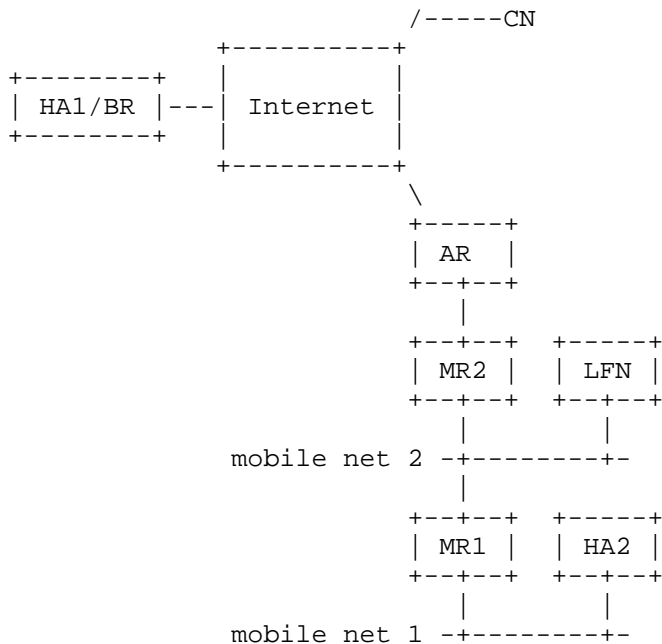 /-----CN
+----------+
+--------+ | |
| HA1/BR |---| Internet |
+--------+ | |
+----------+
\
+-----+
| AR |
+--+--+
|
+--+--+ +-----+
| MR2 | | LFN |
+--+--+ +--+--+
| |
mobile net 2 -+--------+-
|
+--+--+ +-----+
| MR1 | | HA2 |
+--+--+ +--+--+
| |
mobile net 1 -+--------+-